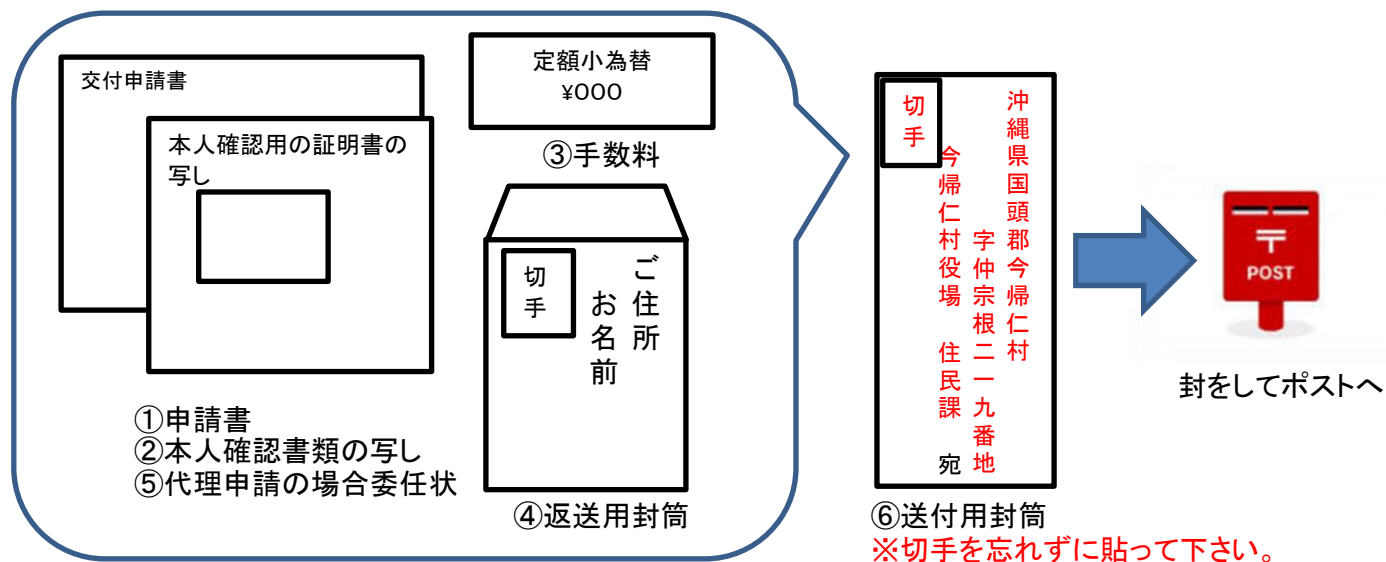 交付申請書
本人確認用の証明書の
写し
定額小為替
¥000
③手数料
切手
ご住所
お名前
①申請書
②本人確認書類の写し
⑤代理申請の場合委任状
④返送用封筒
切手
沖縄県国頭郡今帰仁村
字仲宗根二一九番地
今帰仁村役場　住民課　宛
⑥送付用封筒
※切手を忘れずに貼って下さい。
〒
POST
封をしてポストへ